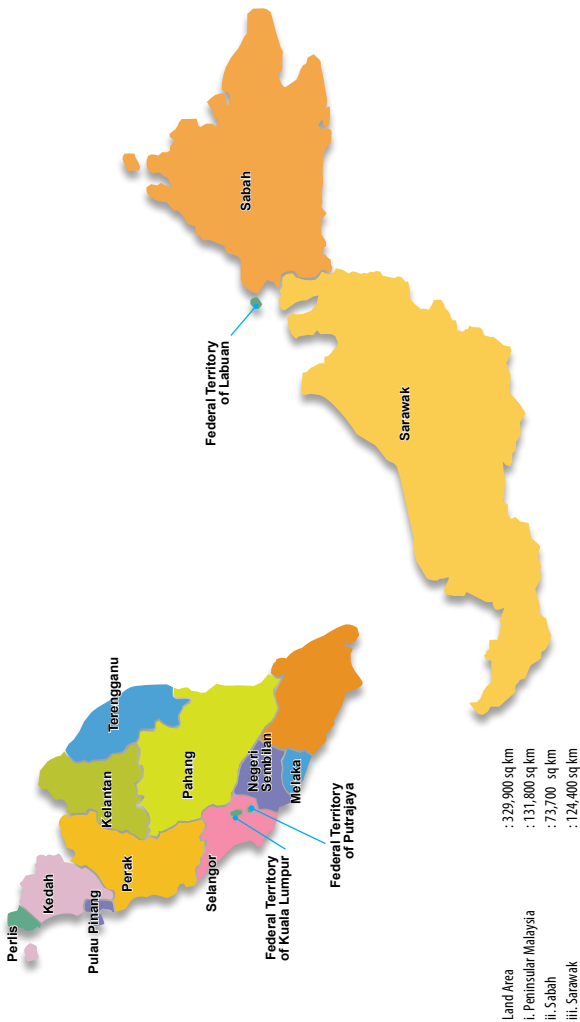 Perlis
Kedah
Pulau Pinang
Perak
Kelantan
Terengganu
Pahang
Selangor
Federal Territory
of Kuala Lumpur
Federal Territory
of Putrajaya
Negeri
Sembilan
Melaka
Federal Territory
of Labuan
Sabah
Sarawak
Land Area : 329,900 sq km
i. Peninsular Malaysia : 131,800 sq km
ii. Sabah : 73,700 sq km
iii. Sarawak : 124,400 sq km